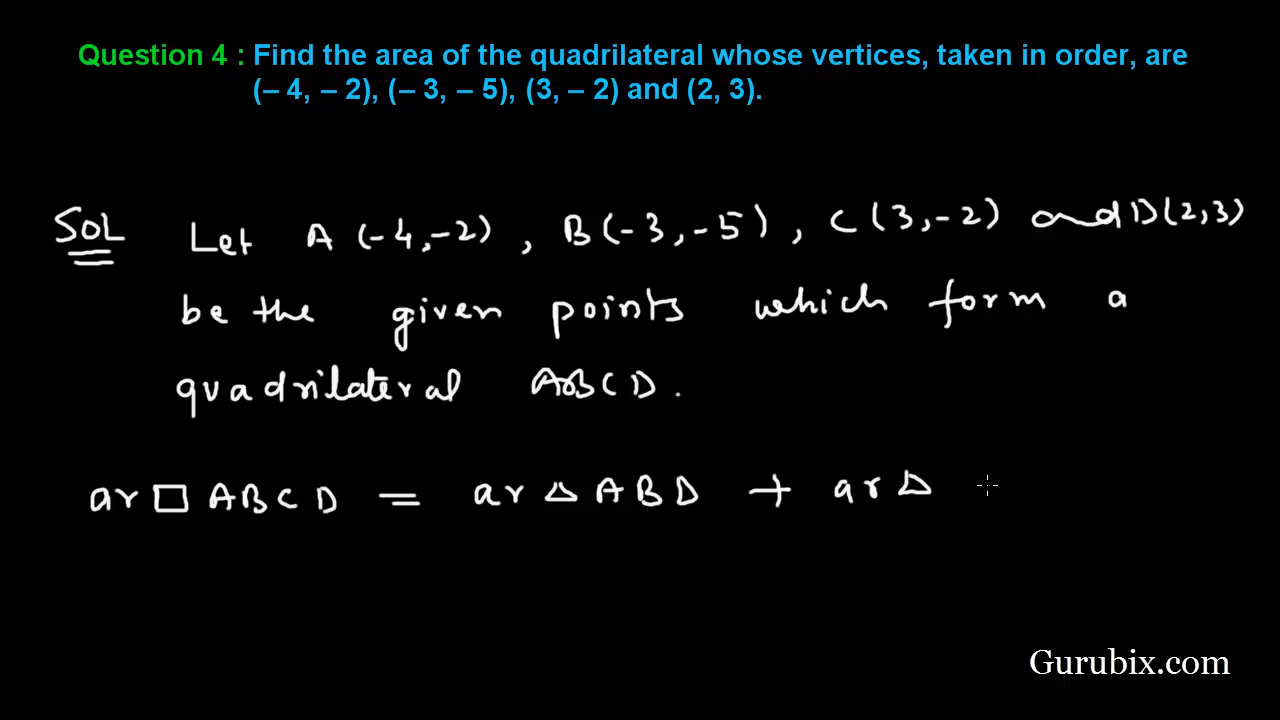 Question 4 : Find the area of the quadrilateral whose vertices, taken in order, are
(– 4, – 2), (– 3, – 5), (3, – 2) and (2, 3).
SOL Let A (-4,-2) , B(-3,-5) , C(3,-2) and D(2,3)
be the given points which form a
quadrilateral ABCD.
ar □ ABCD = ar △ ABD + ar △
Gurubix.com